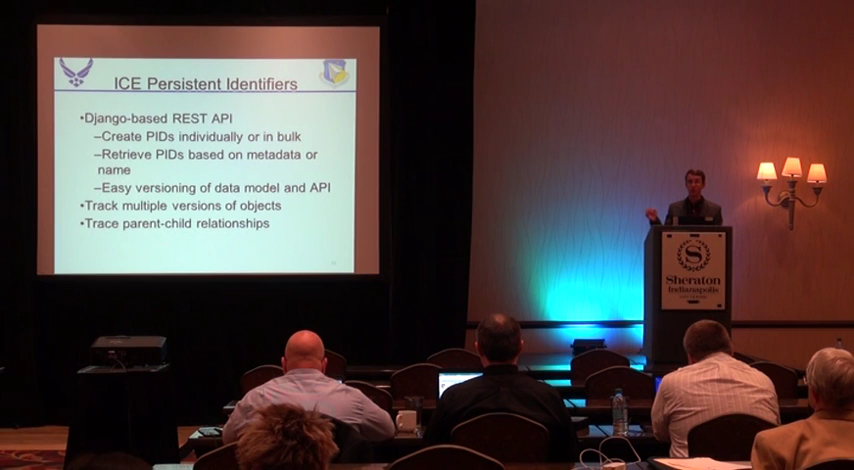 ICE Persistent Identifiers
•Django-based REST API
–Create PIDs individually or in bulk
–Retrieve PIDs based on metadata or
name
–Easy versioning of data model and API
•Track multiple versions of objects
•Trace parent-child relationships
S
Sheraton
Indianapolis